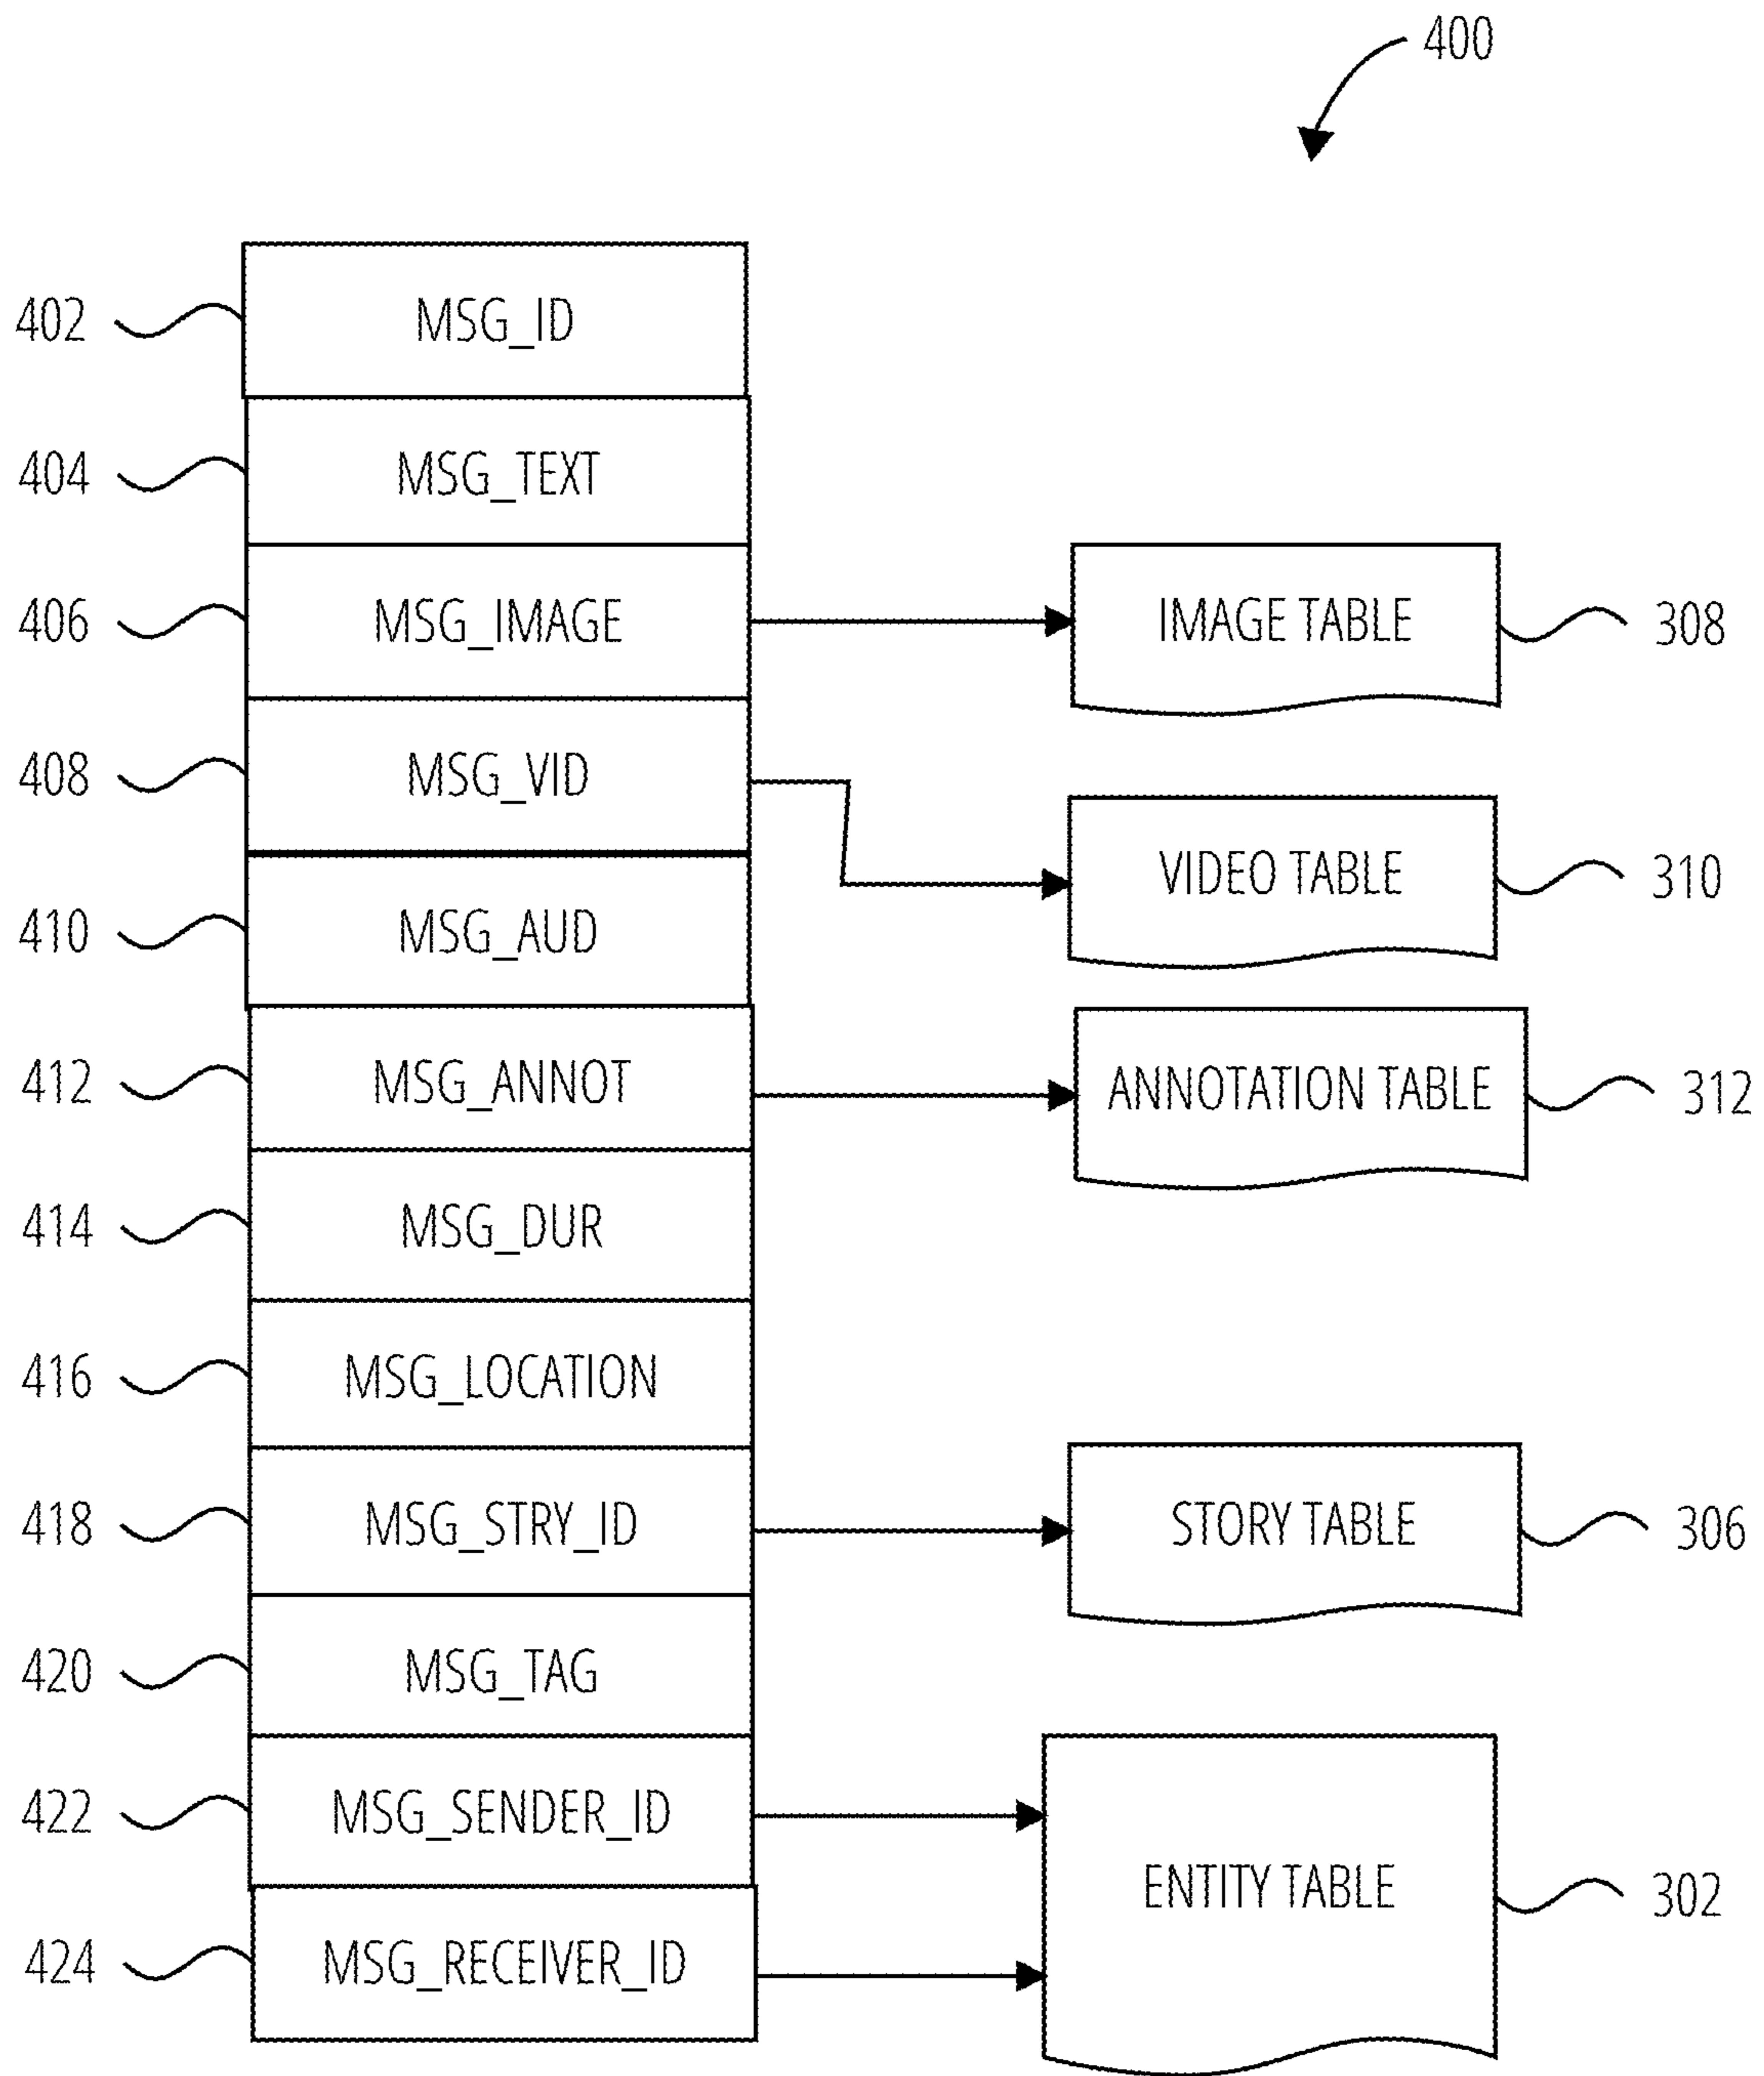 400
402 MSG_ID
404 MSG_TEXT
406 MSG_IMAGE IMAGE TABLE 308
408 MSG_VID
VIDEO TABLE 310
410 MSG_AUD
412 MSG_ANNOT ANNOTATION TABLE 312
414 MSG_DUR
416 MSG_LOCATION
418 MSG_STRY_ID STORY TABLE 306
420 MSG_TAG
422 MSG_SENDER_ID
ENTITY TABLE 302
424 MSG_RECEIVER_ID